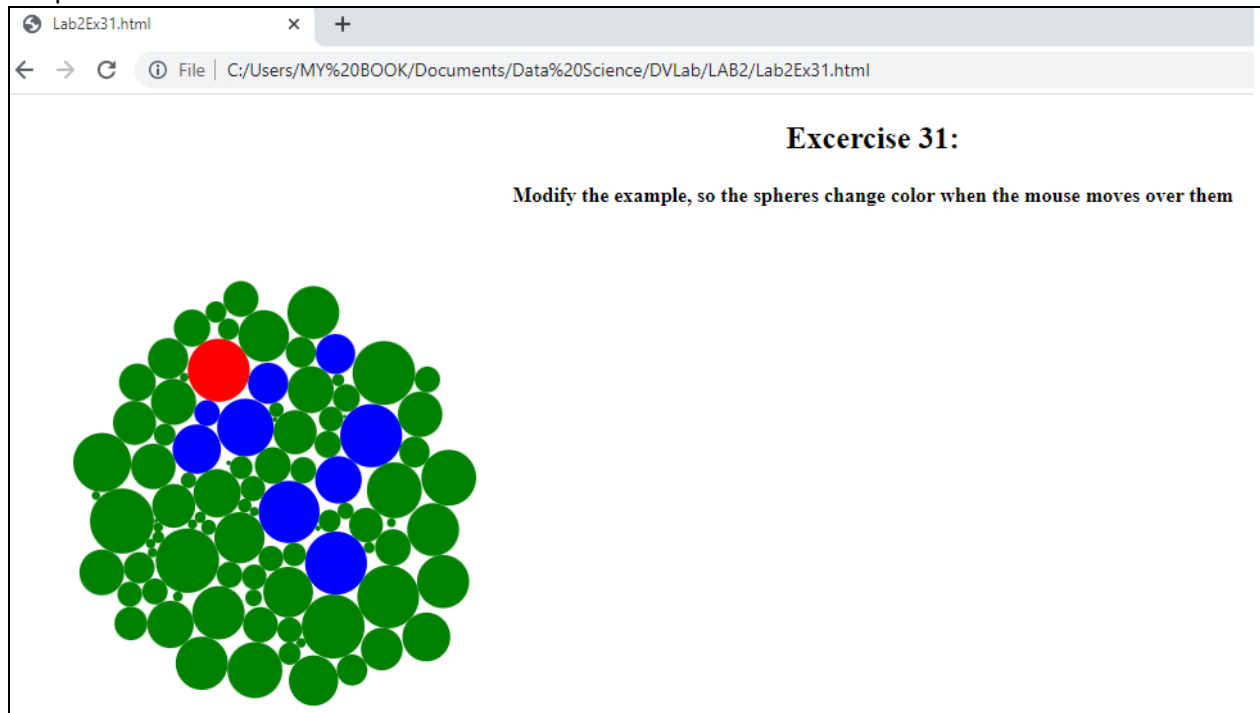 Lab2Ex31.html
File | C:/Users/MY%20BOOK/Documents/Data%20Science/DVLab/LAB2/Lab2Ex31.html
Excercise 31:
Modify the example, so the spheres change color when the mouse moves over them